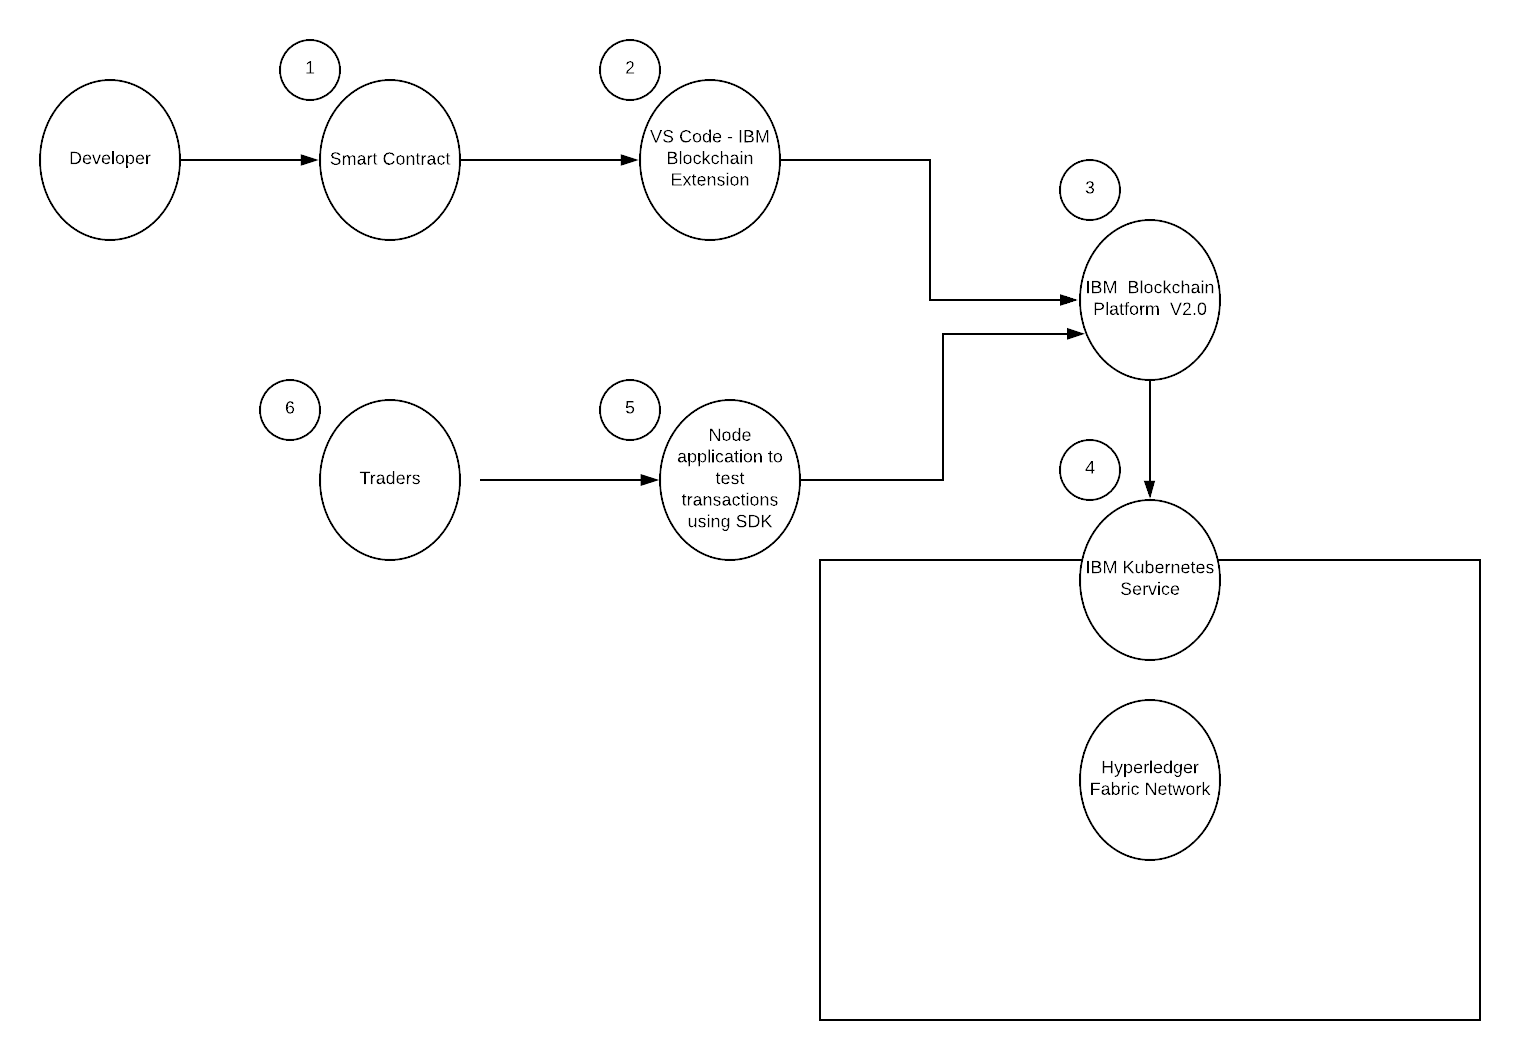 1
2
Developer
Smart Contract
VS Code - IBM
Blockchain
Extension
3
IBM Blockchain
Platform V2.0
6
5
Traders
Node
application to
test
transactions
using SDK
4
IBM Kubernetes
Service
Hyperledger
Fabric Network